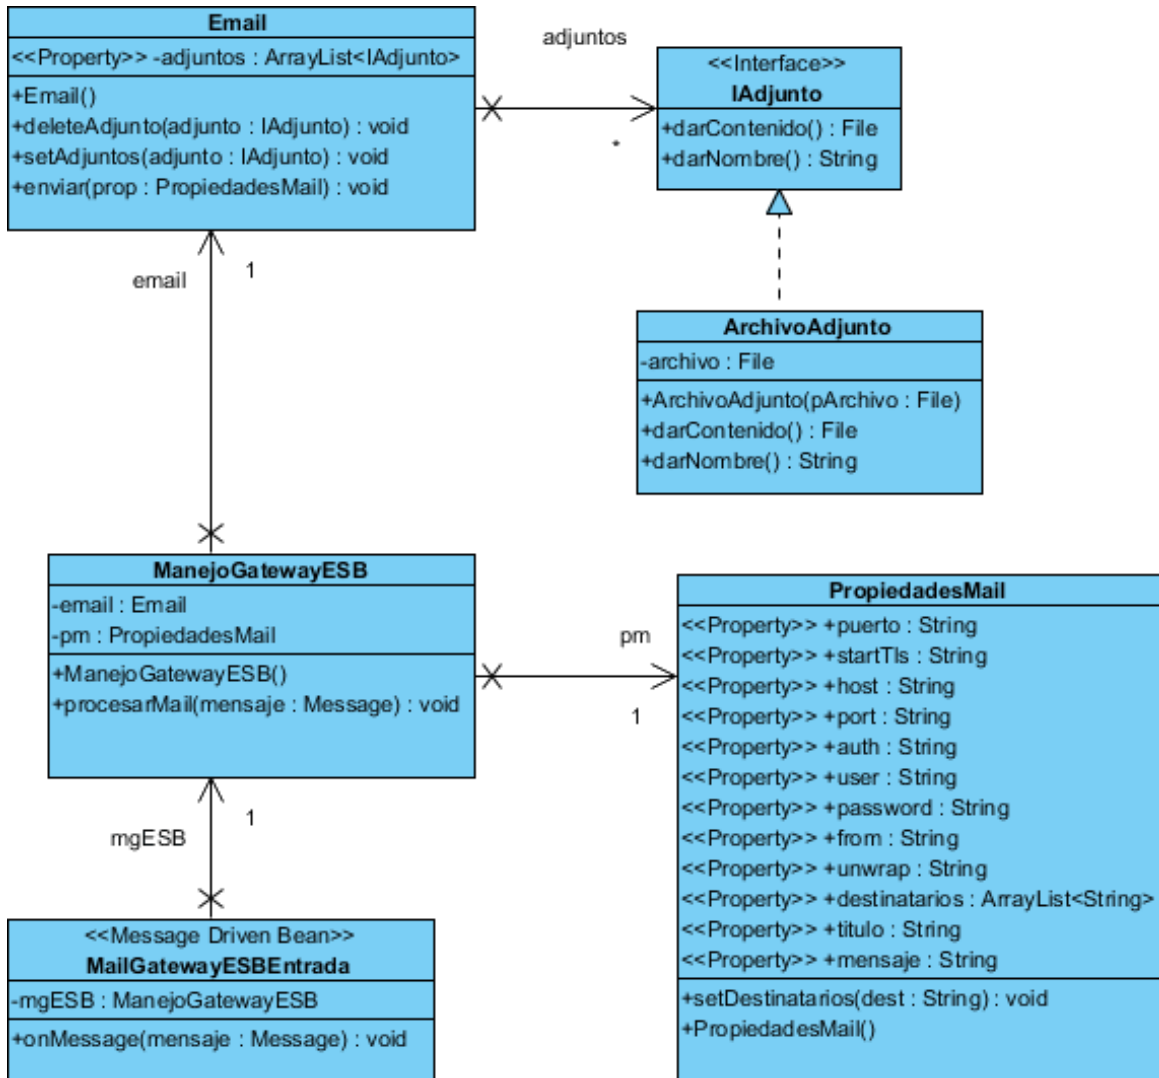 Email
<<Property>> -adjuntos : ArrayList<IAdjunto>
+Email()
+deleteAdjunto(adjunto : IAdjunto) : void
+setAdjuntos(adjunto : IAdjunto) : void
+enviar(prop : PropiedadesMail) : void
adjuntos
*
<<Interface>>
IAdjunto
+darContenido() : File
+darNombre() : String
email
1
ArchivoAdjunto
-archivo : File
+ArchivoAdjunto(pArchivo : File)
+darContenido() : File
+darNombre() : String
ManejoGatewayESB
-email : Email
-pm : PropiedadesMail
+ManejoGatewayESB()
+procesarMail(mensaje : Message) : void
pm
1
PropiedadesMail
<<Property>> +puerto : String
<<Property>> +startTls : String
<<Property>> +host : String
<<Property>> +port : String
<<Property>> +auth : String
<<Property>> +user : String
<<Property>> +password : String
<<Property>> +from : String
<<Property>> +unwrap : String
<<Property>> +destinatarios : ArrayList<String>
<<Property>> +titulo : String
<<Property>> +mensaje : String
+setDestinatarios(dest : String) : void
+PropiedadesMail()
mgESB
1
<<Message Driven Bean>>
MailGatewayESBEntrada
-mgESB : ManejoGatewayESB
+onMessage(mensaje : Message) : void